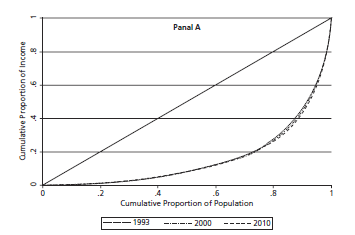 Panal A
Cumulative Proportion of Income
1
.8
.6
.4
.2
0
0 .2 .4 .6 .8 1
Cumulative Proportion of Population
1993 2000 2010